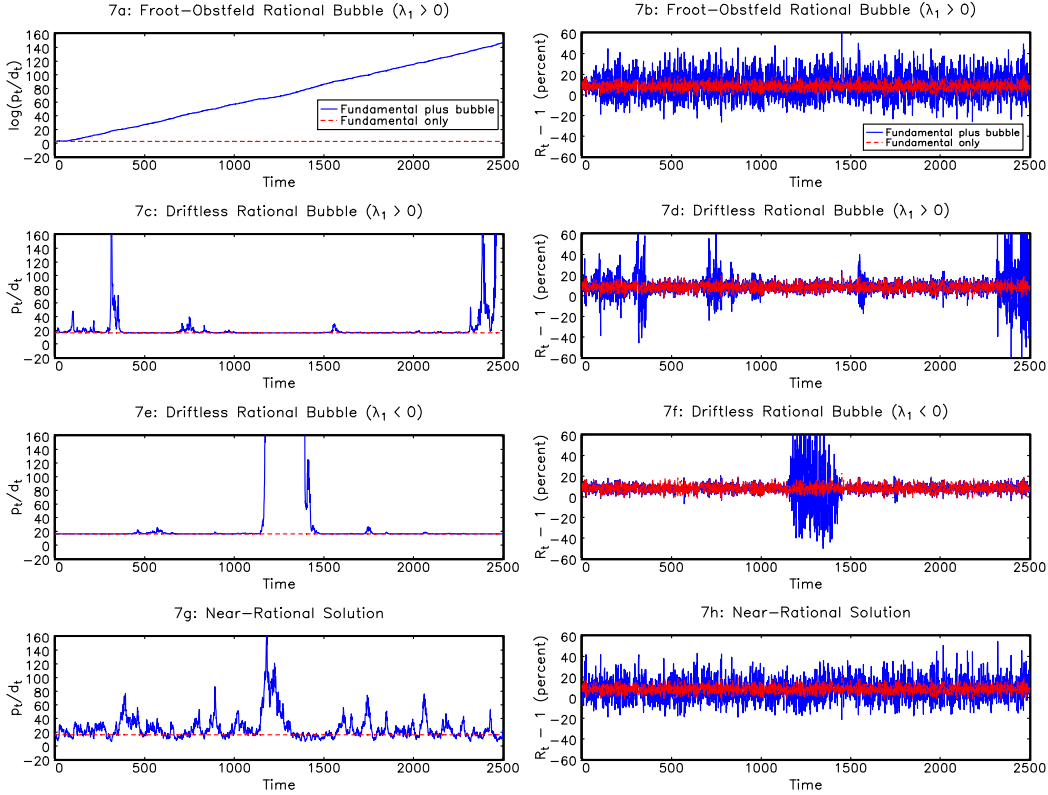 7a: Froot-Obstfeld Rational Bubble (λ₁ > 0)
log(pₜ/dₜ)
160
140
120
100
80
60
40
20
0
−20
Fundamental plus bubble
Fundamental only
0 500 1000 1500 2000 2500
Time
7b: Froot-Obstfeld Rational Bubble (λ₁ > 0)
Rₜ − 1 (percent)
60
40
20
0
−20
−40
−60
Fundamental plus bubble
Fundamental only
0 500 1000 1500 2000 2500
Time
7c: Driftless Rational Bubble (λ₁ > 0)
pₜ/dₜ
160
140
120
100
80
60
40
20
0
−20
0 500 1000 1500 2000 2500
Time
7d: Driftless Rational Bubble (λ₁ > 0)
Rₜ − 1 (percent)
60
40
20
0
−20
−40
−60
0 500 1000 1500 2000 2500
Time
7e: Driftless Rational Bubble (λ₁ < 0)
pₜ/dₜ
160
140
120
100
80
60
40
20
0
−20
0 500 1000 1500 2000 2500
Time
7f: Driftless Rational Bubble (λ₁ < 0)
Rₜ − 1 (percent)
60
40
20
0
−20
−40
−60
0 500 1000 1500 2000 2500
Time
7g: Near-Rational Solution
pₜ/dₜ
160
140
120
100
80
60
40
20
0
−20
0 500 1000 1500 2000 2500
Time
7h: Near-Rational Solution
Rₜ − 1 (percent)
60
40
20
0
−20
−40
−60
0 500 1000 1500 2000 2500
Time